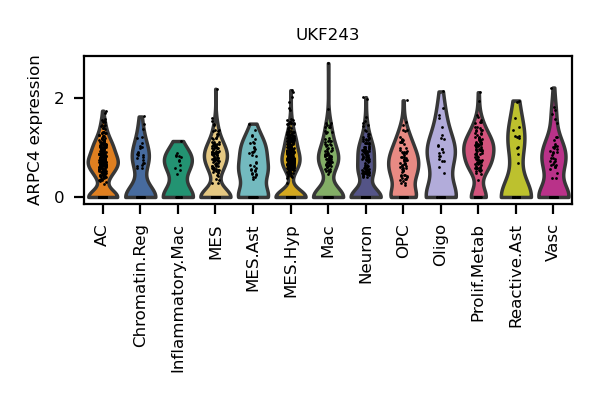 UKF243
ARPC4 expression
2
0
AC
Chromatin.Reg
Inflammatory.Mac
MES
MES.Ast
MES.Hyp
Mac
Neuron
OPC
Oligo
Prolif.Metab
Reactive.Ast
Vasc